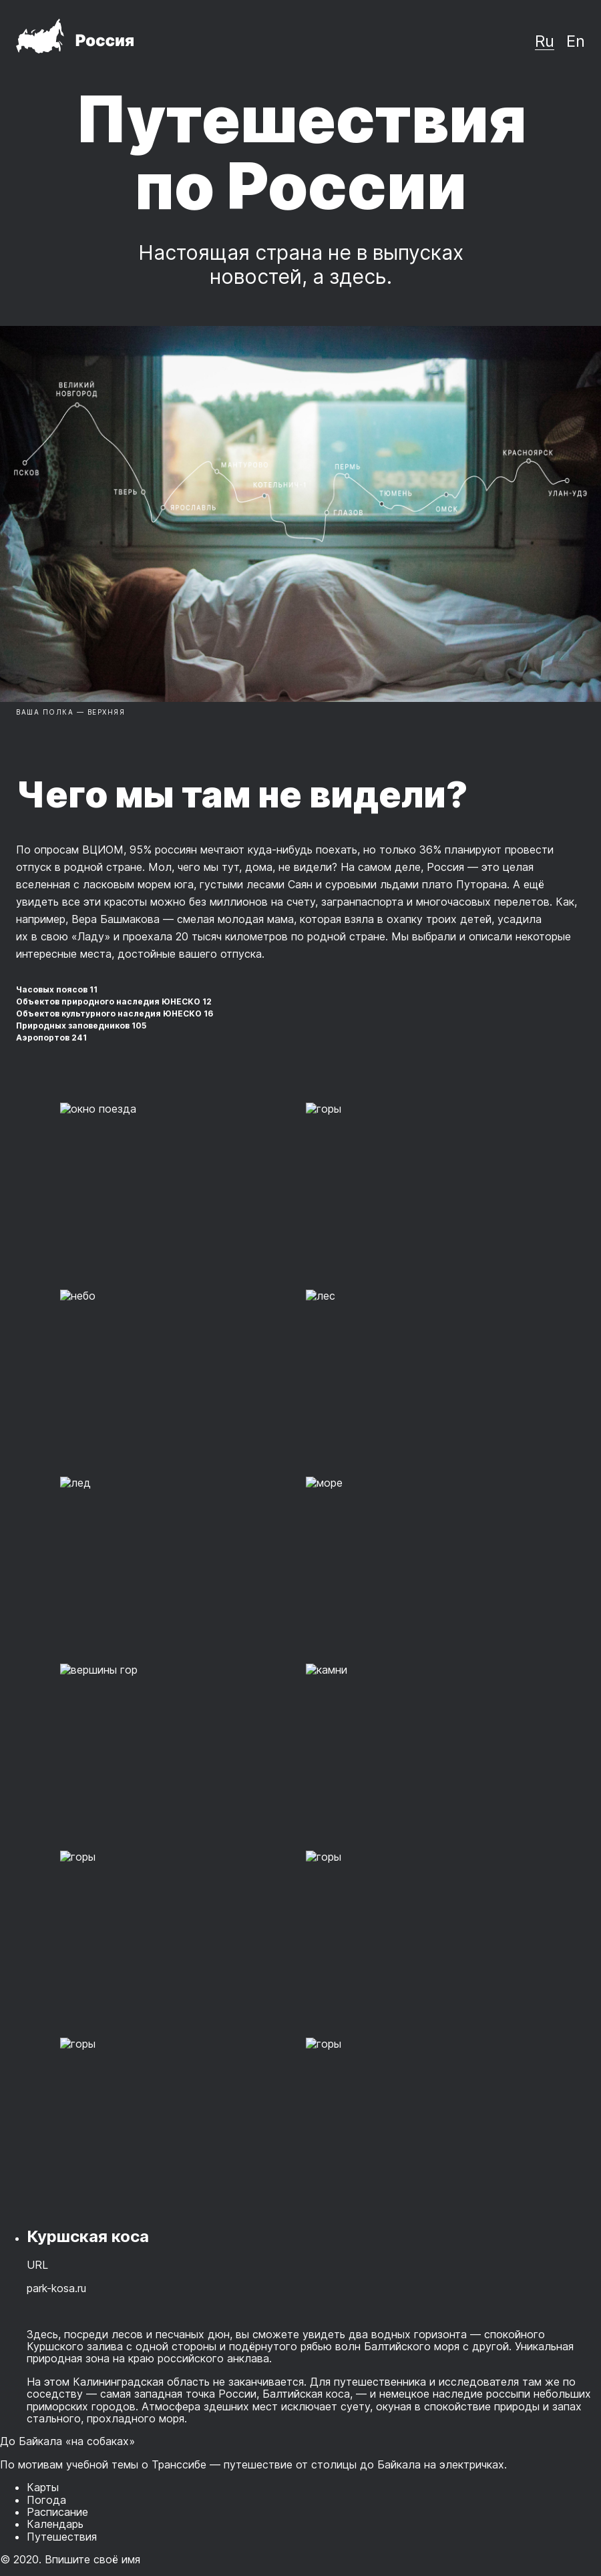 Россия
Ru En
Путешествия
по России
Настоящая страна не в выпусках
новостей, а здесь.
ВЕЛИКИЙ
НОВГОРОД
ПСКОВ
ТВЕРЬ
ЯРОСЛАВЛЬ
МАНТУРОВО
КОТЕЛЬНИЧ
ПЕРМЬ
ГЛАЗОВ
ТЮМЕНЬ
ОМСК
КРАСНОЯРСК
УЛАН-УДЭ
ВАША ПОЛКА — ВЕРХНЯЯ
Чего мы там не видели?
По опросам ВЦИОМ, 95% россиян мечтают куда-нибудь поехать, но только 36% планируют провести
отпуск в родной стране. Мол, чего мы тут, дома, не видели? На самом деле, Россия — это целая
вселенная с ласковым морем юга, густыми лесами Саян и суровыми льдами плато Путорана. А ещё
увидеть все эти красоты можно без миллионов на счету, загранпаспорта и многочасовых перелетов. Как,
например, Вера Башмакова — смелая молодая мама, которая взяла в охапку троих детей, усадила
их в свою «Ладу» и проехала 20 тысяч километров по родной стране. Мы выбрали и описали некоторые
интересные места, достойные вашего отпуска.
Часовых поясов 11
Объектов природного наследия ЮНЕСКО 12
Объектов культурного наследия ЮНЕСКО 16
Природных заповедников 105
Аэропортов 241
окно поезда
горы
небо
лес
лед
море
вершины гор
камни
горы
горы
горы
горы
Куршская коса
URL
park-kosa.ru
Здесь, посреди лесов и песчаных дюн, вы сможете увидеть два водных горизонта — спокойного
Куршского залива с одной стороны и подёрнутого рябью волн Балтийского моря с другой. Уникальная
природная зона на краю российского анклава.
На этом Калининградская область не заканчивается. Для путешественника и исследователя там же по
соседству — самая западная точка России, Балтийская коса, — и немецкое наследие россыпи небольших
приморских городов. Атмосфера здешних мест исключает суету, окуная в спокойствие природы и запах
стального, прохладного моря.
До Байкала «на собаках»
По мотивам учебной темы о Транссибе — путешествие от столицы до Байкала на электричках.
Карты
Погода
Расписание
Календарь
Путешествия
© 2020. Впишите своё имя